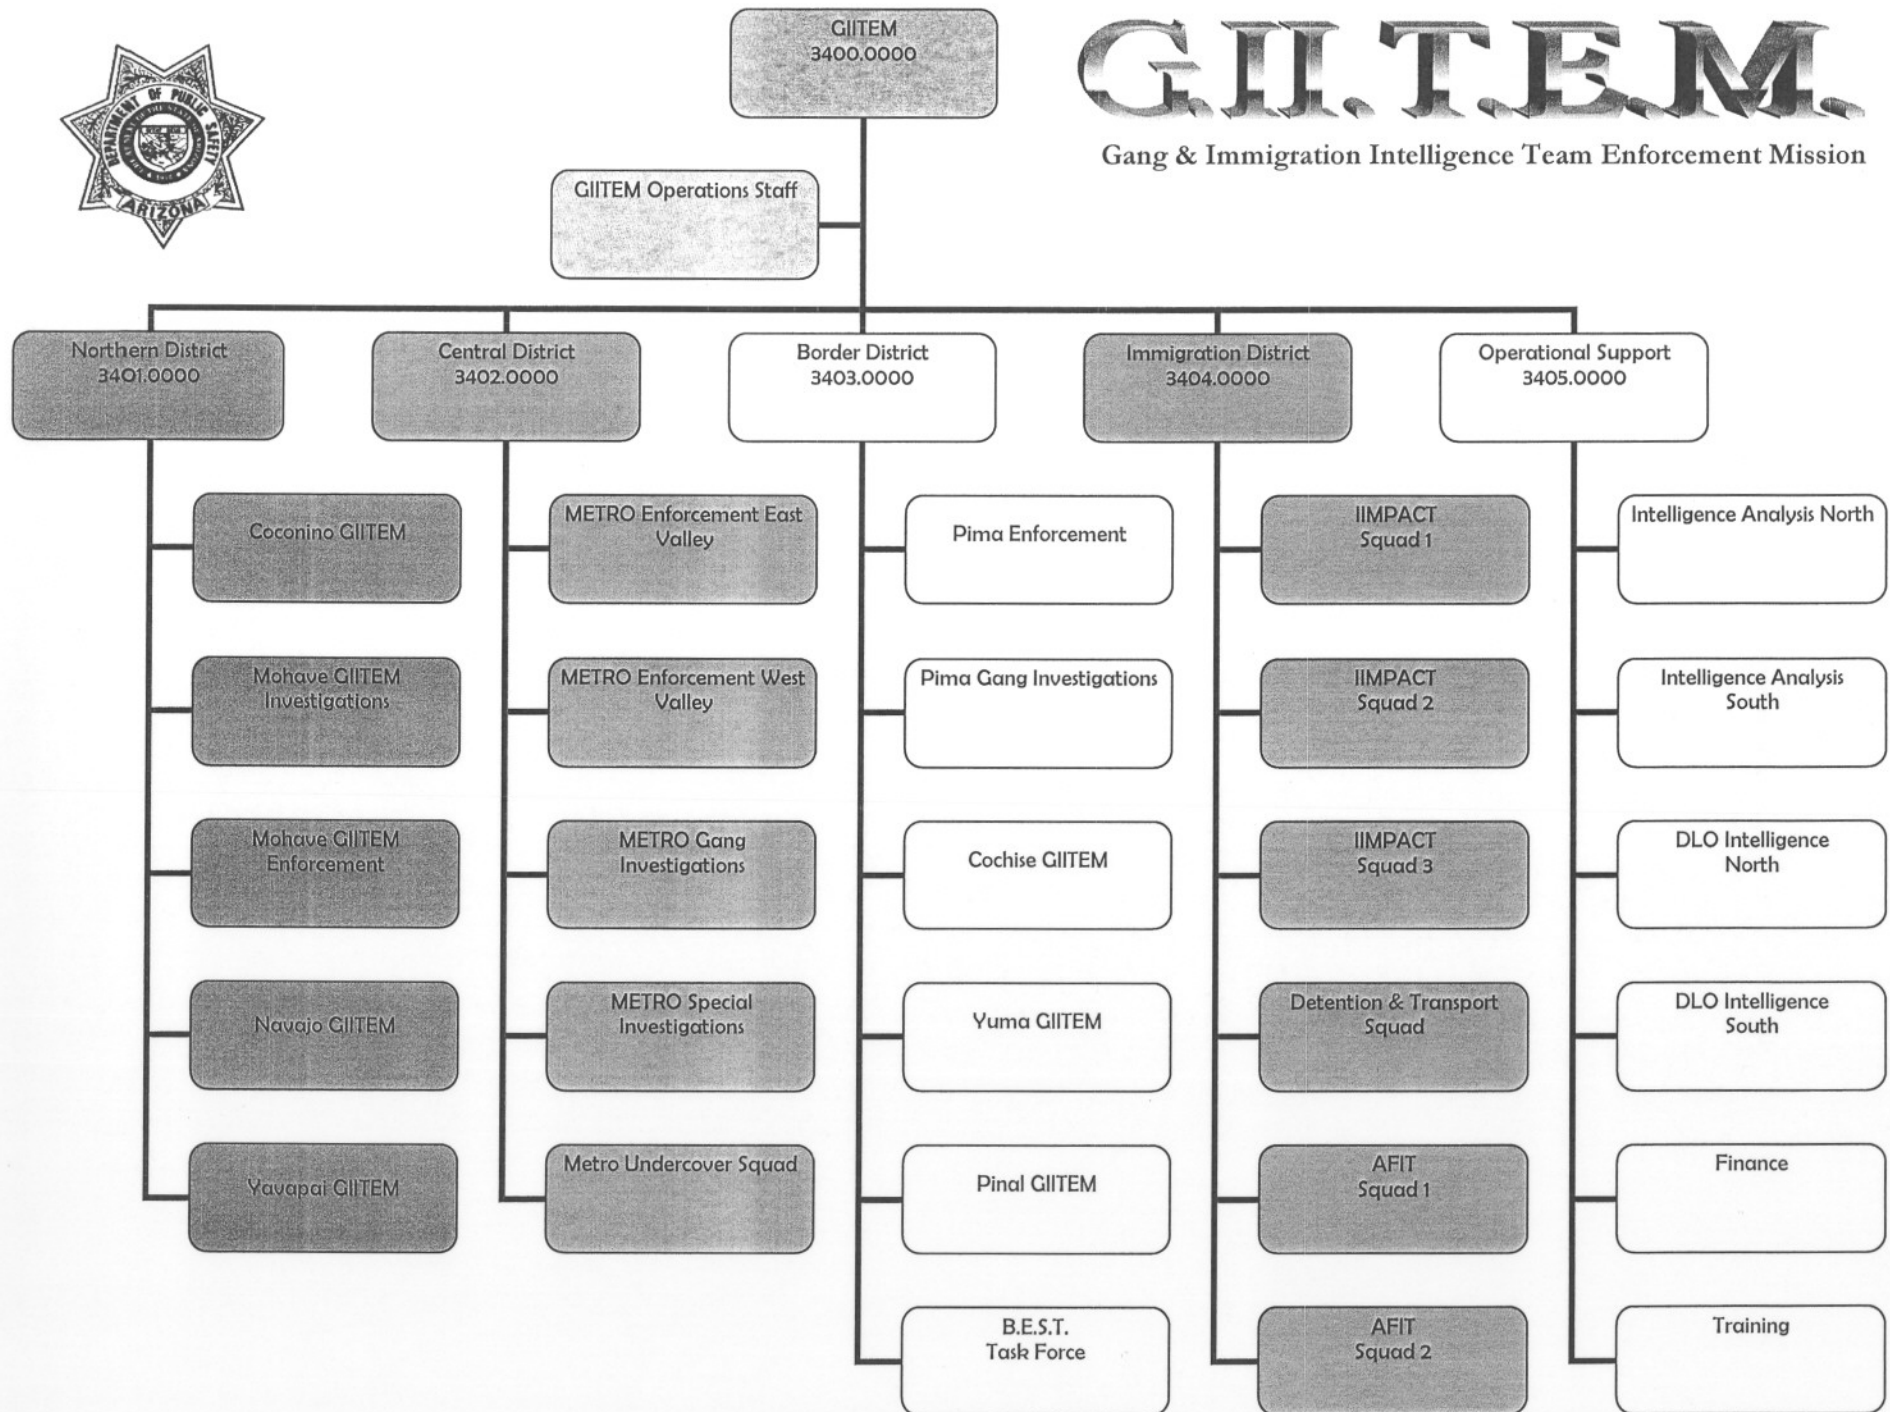 GIITEM
3400.0000
G.I.I.T.E.M.
Gang & Immigration Intelligence Team Enforcement Mission
DEPARTMENT OF PUBLIC SAFETY
ARIZONA
GIITEM Operations Staff
Northern District
3401.0000
Coconino GIITEM
Mohave GIITEM
Investigations
Mohave GIITEM
Enforcement
Navajo GIITEM
Yavapai GIITEM
Central District
3402.0000
METRO Enforcement East
Valley
METRO Enforcement West
Valley
METRO Gang
Investigations
METRO Special
Investigations
Metro Undercover Squad
Border District
3403.0000
Pima Enforcement
Pima Gang Investigations
Cochise GIITEM
Yuma GIITEM
Pinal GIITEM
B.E.S.T.
Task Force
Immigration District
3404.0000
IIMPACT
Squad 1
IIMPACT
Squad 2
IIMPACT
Squad 3
Detention & Transport
Squad
AFIT
Squad 1
AFIT
Squad 2
Operational Support
3405.0000
Intelligence Analysis North
Intelligence Analysis
South
DLO Intelligence
North
DLO Intelligence
South
Finance
Training